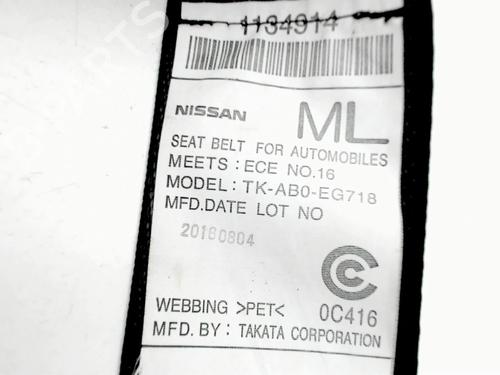 1134914
NISSAN ML
SEAT BELT FOR AUTOMOBILES
MEETS : ECE NO.16
MODEL : TK-AB0-EG718
MFD.DATE LOT NO
20160804
WEBBING >PET< 0C416
MFD. BY : TAKATA CORPORATION